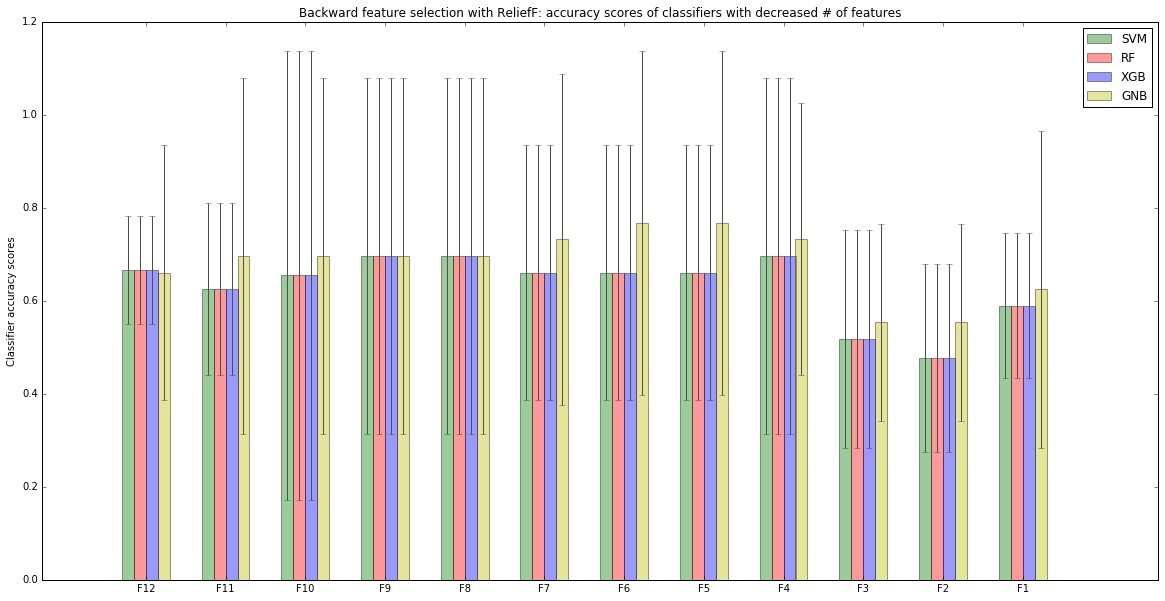 Backward feature selection with ReliefF: accuracy scores of classifiers with decreased # of features
1.2
1.0
0.8
0.6
0.4
0.2
0.0
Classifier accuracy scores
SVM
RF
XGB
GNB
F12 F11 F10 F9 F8 F7 F6 F5 F4 F3 F2 F1